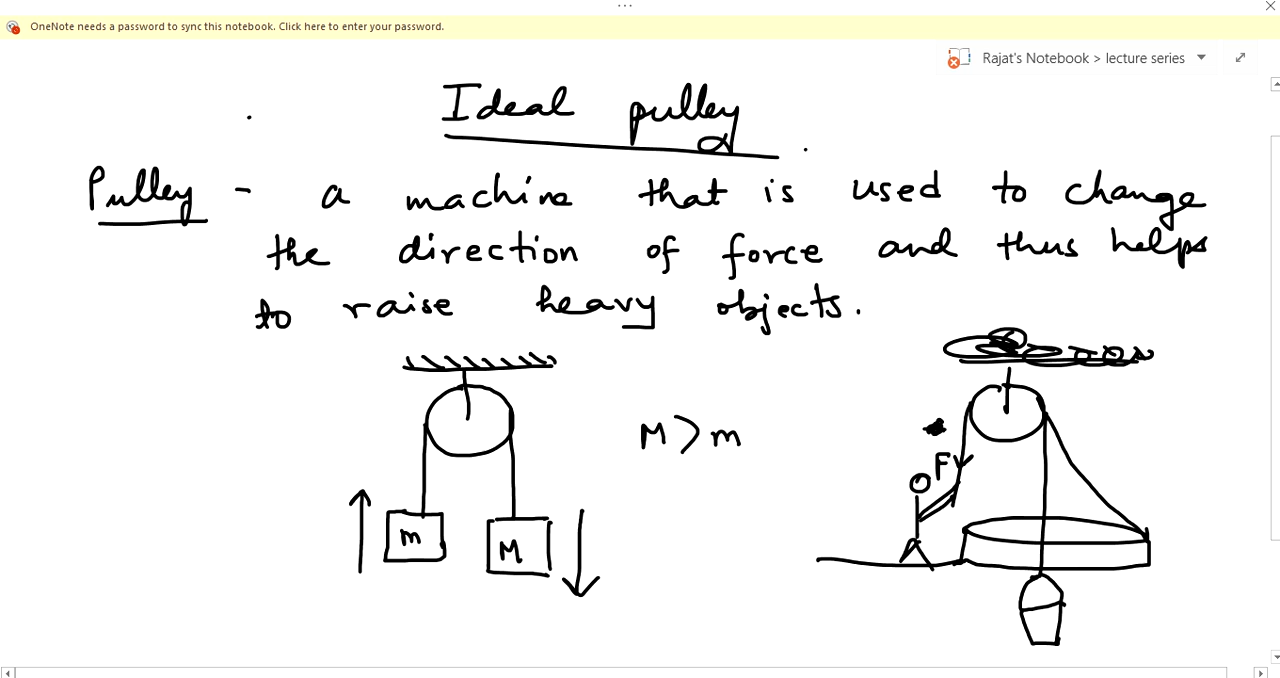 OneNote needs a password to sync this notebook. Click here to enter your password.
Rajat's Notebook > lecture series
Ideal pulley
Pulley - a machine that is used to change
the direction of force and thus helps
to raise heavy objects.
M > m
F
m
M